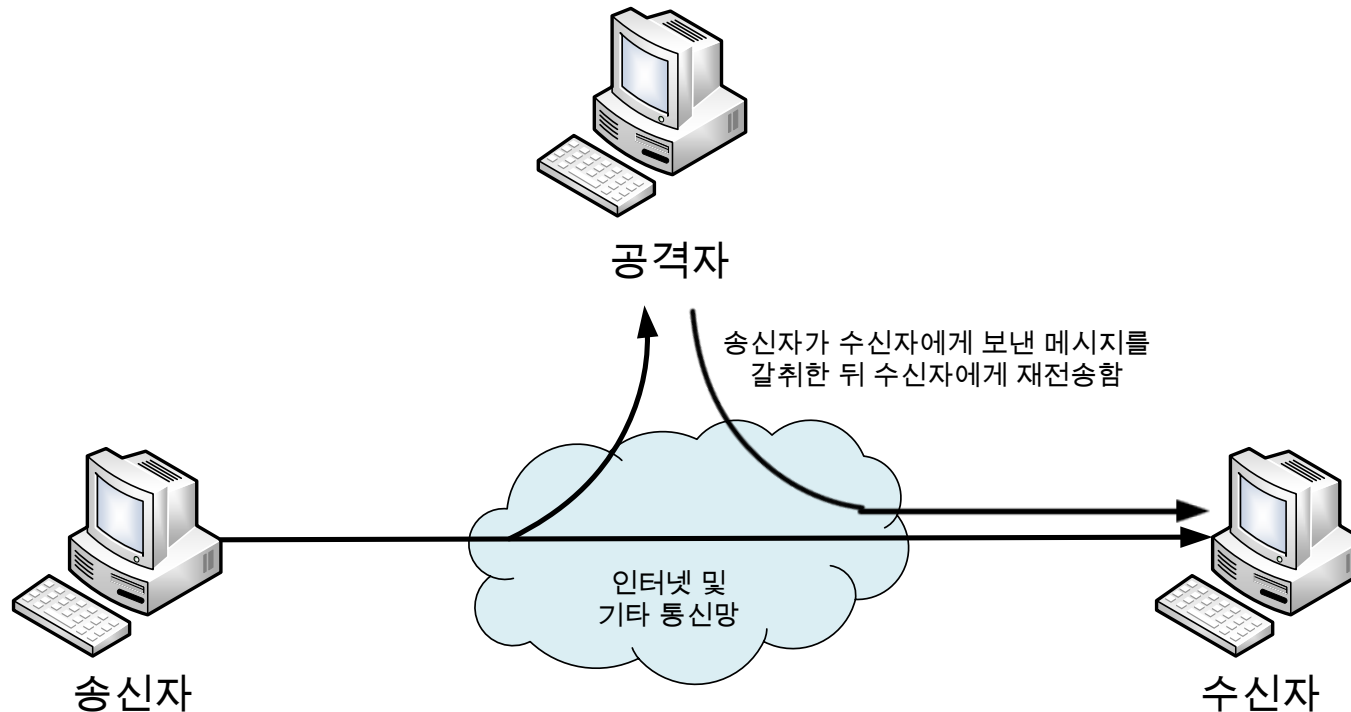 공격자
송신자가 수신자에게 보낸 메시지를
갈취한 뒤 수신자에게 재전송함
인터넷 및
기타 통신망
송신자
수신자